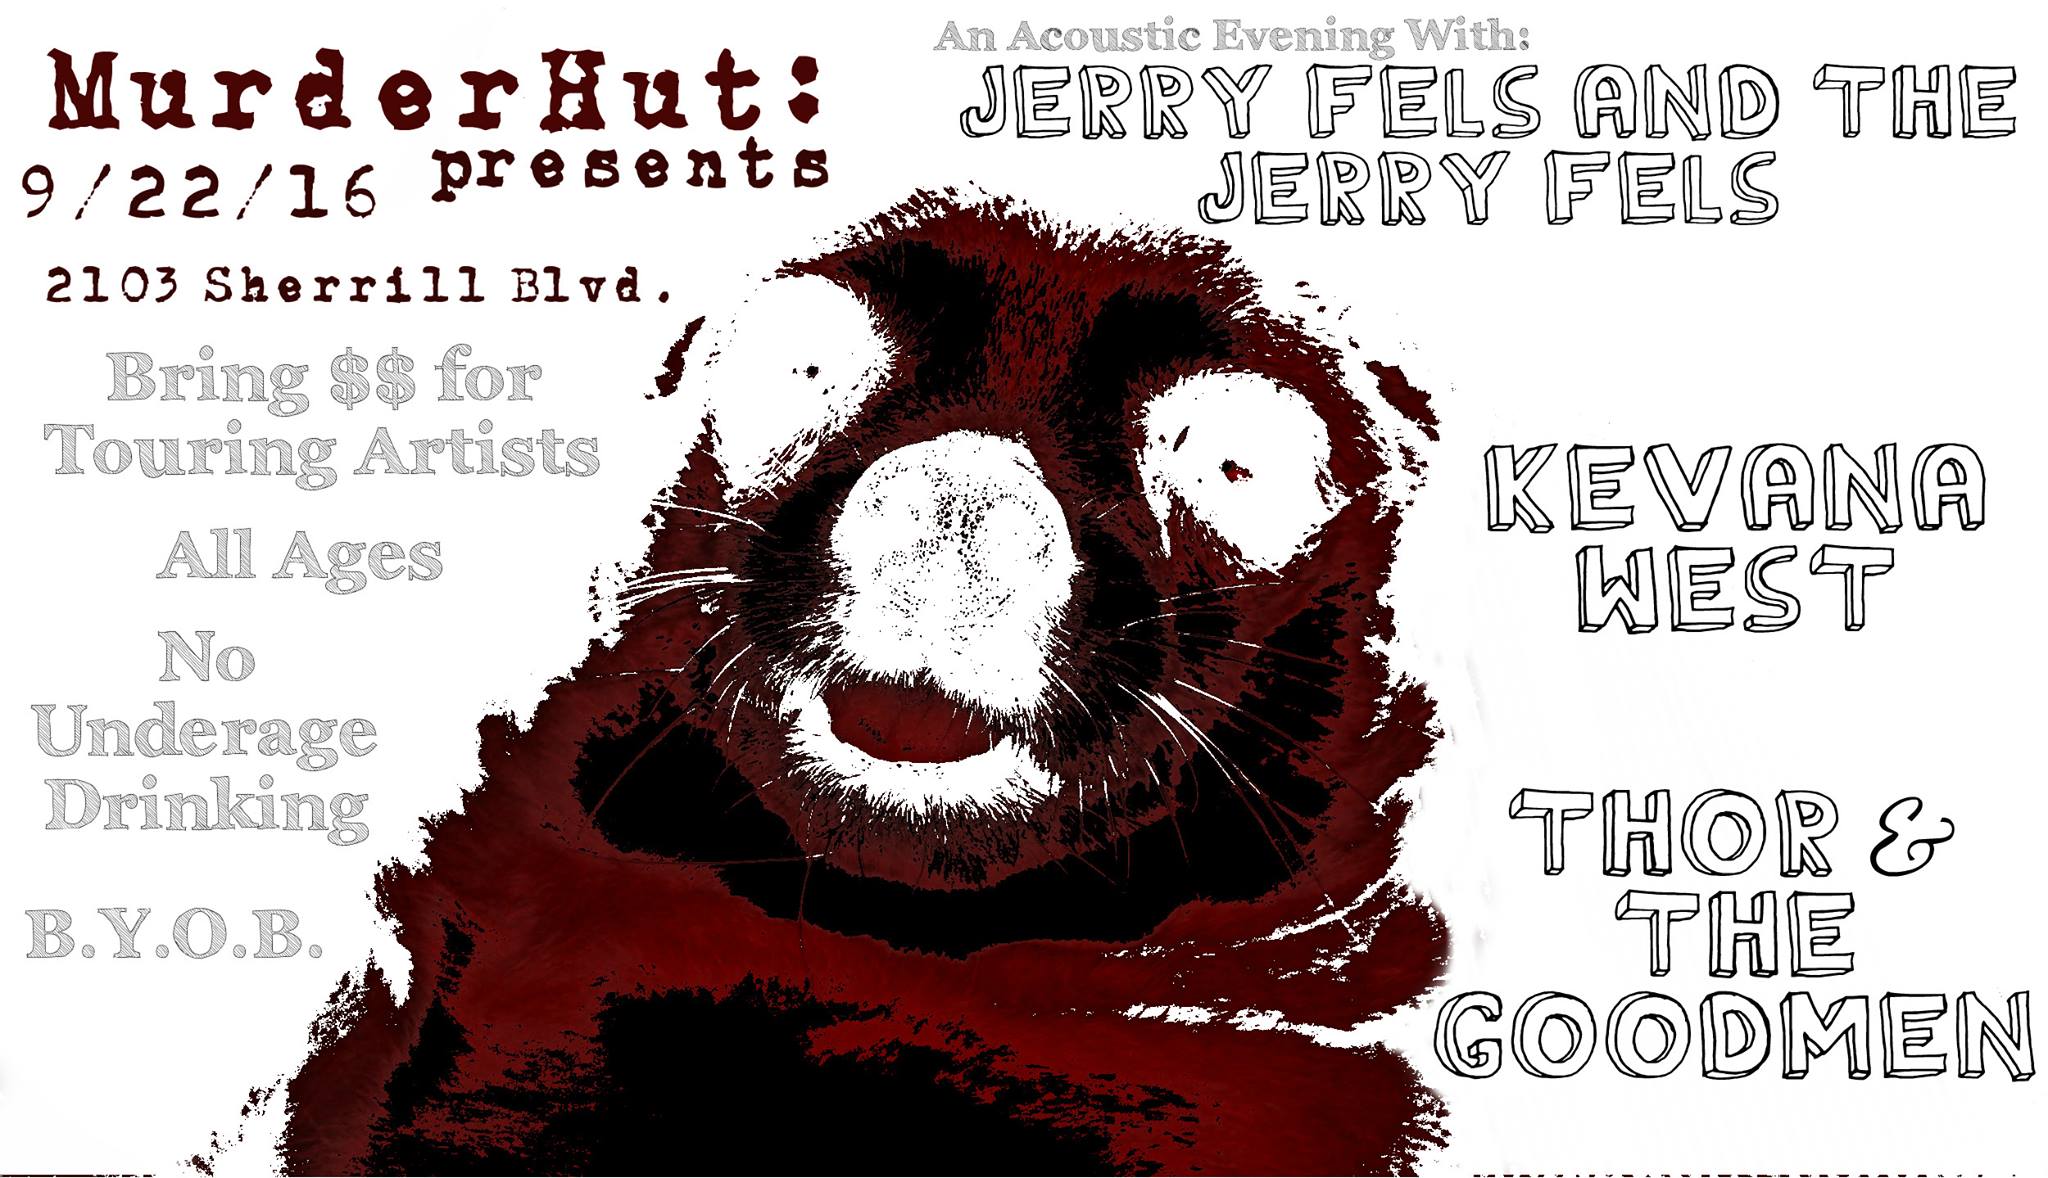 MurderHut:
presents
9/22/16
2103 Sherrill Blvd.
Bring $$ for
Touring Artists
All Ages
No
Underage
Drinking
B.Y.O.B.
An Acoustic Evening With:
JERRY FELS AND THE
JERRY FELS
KEVANA
WEST
THOR &
THE
GOODMEN